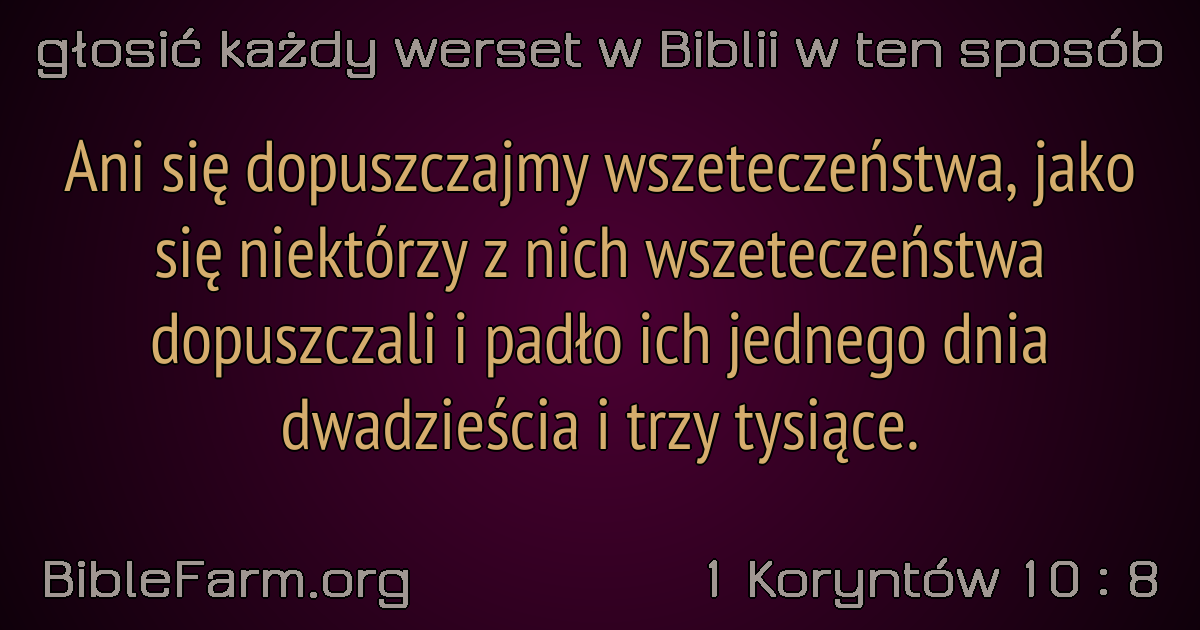 głosić każdy werset w Biblii w ten sposób
Ani się dopuszczajmy wszeteczeństwa, jako
się niektórzy z nich wszeteczeństwa
dopuszczali i padło ich jednego dnia
dwadzieścia i trzy tysiące.
BibleFarm.org
1 Koryntów 10 : 8